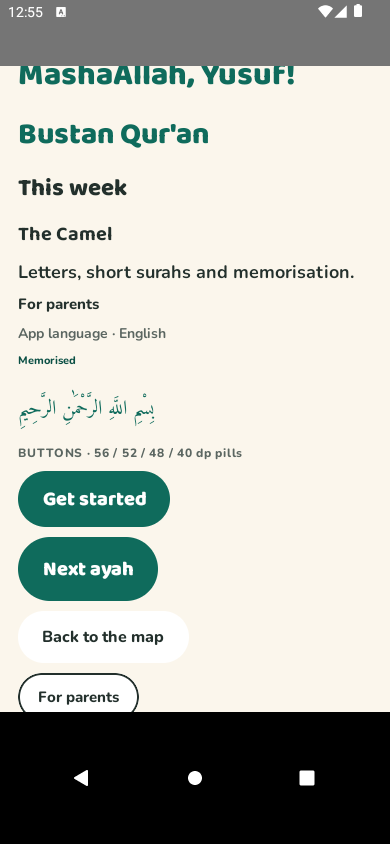 12:55
MashaAllah, Yusuf!
Bustan Qur'an
This week
The Camel
Letters, short surahs and memorisation.
For parents
App language · English
Memorised
بِسْمِ اللَّهِ الرَّحْمَٰنِ الرَّحِيمِ
BUTTONS · 56 / 52 / 48 / 40 dp pills
Get started
Next ayah
Back to the map
For parents